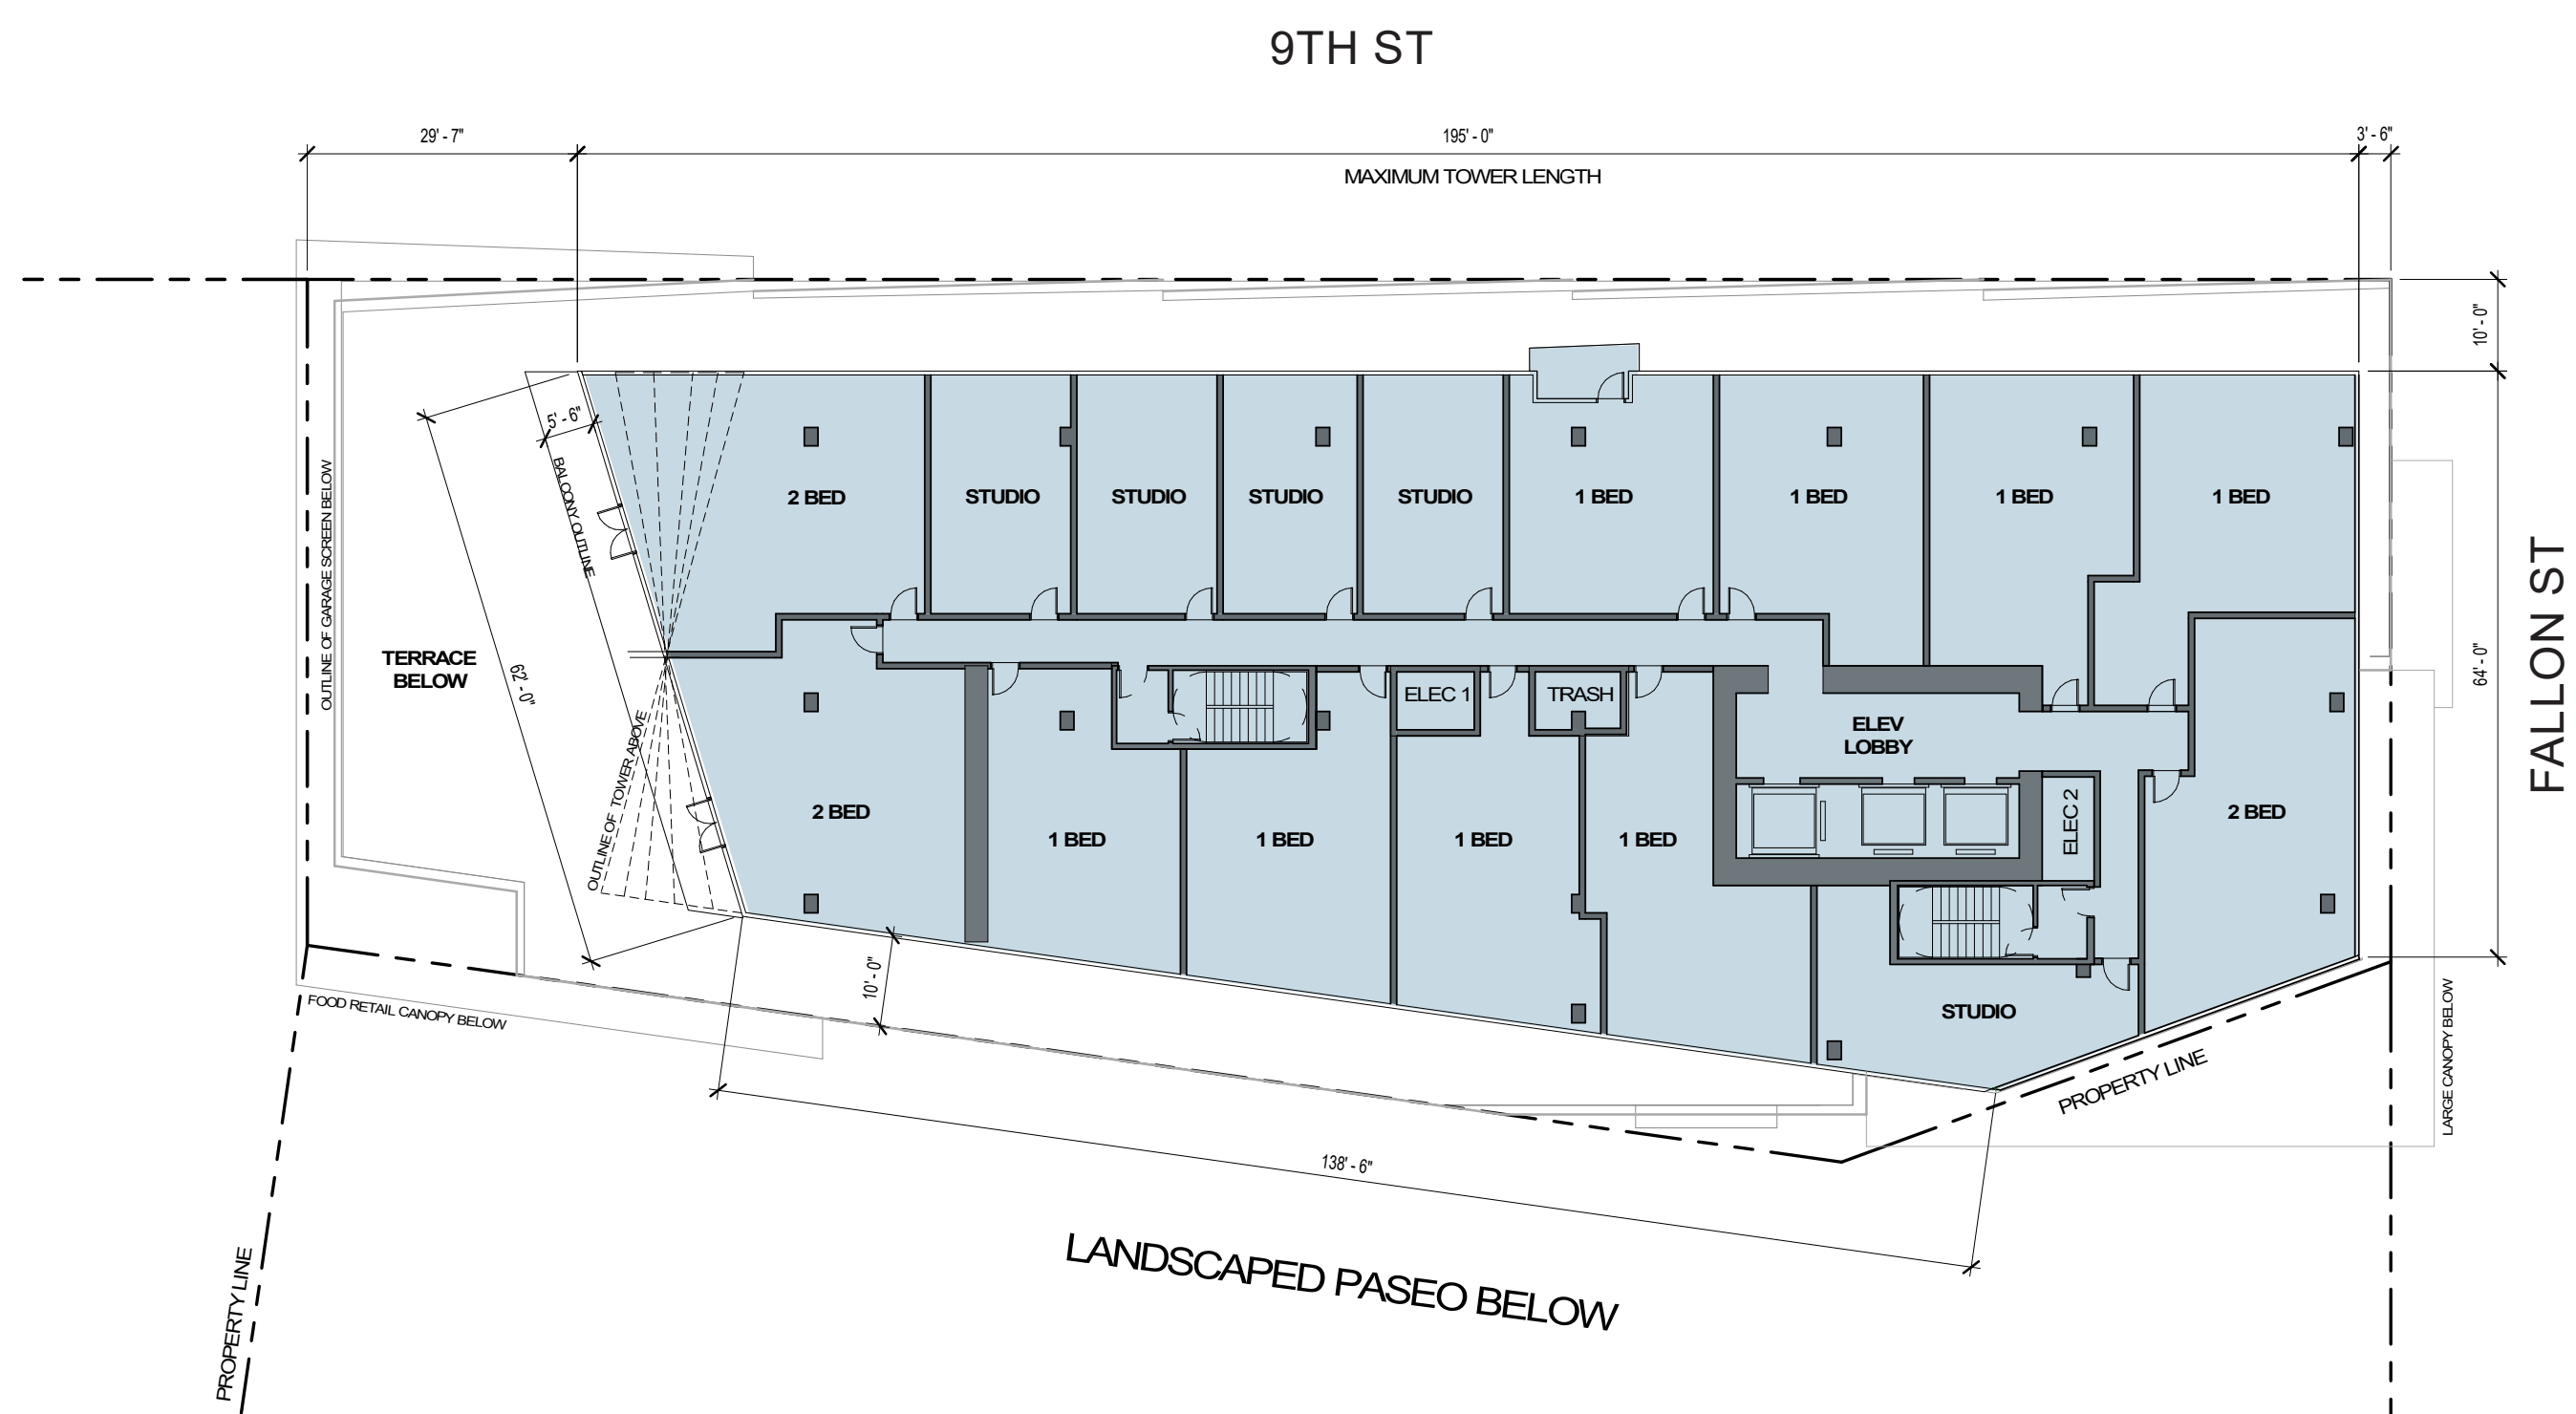 9TH ST
29' - 7"
195' - 0"
3' - 6"
MAXIMUM TOWER LENGTH
10' - 0"
5' - 6"
BALCONY OUTLINE
OUTLINE OF GARAGE SCREEN BELOW
2 BED
STUDIO
STUDIO
STUDIO
STUDIO
1 BED
1 BED
1 BED
1 BED
FALLON ST
TERRACE
BELOW
62' - 0"
64' - 0"
ELEC 1
TRASH
ELEV
LOBBY
OUTLINE OF TOWER ABOVE
2 BED
1 BED
1 BED
1 BED
1 BED
ELEC 2
2 BED
10' - 0"
FOOD RETAIL CANOPY BELOW
STUDIO
PROPERTY LINE
LARGE CANOPY BELOW
138' - 6"
LANDSCAPED PASEO BELOW
PROPERTY LINE